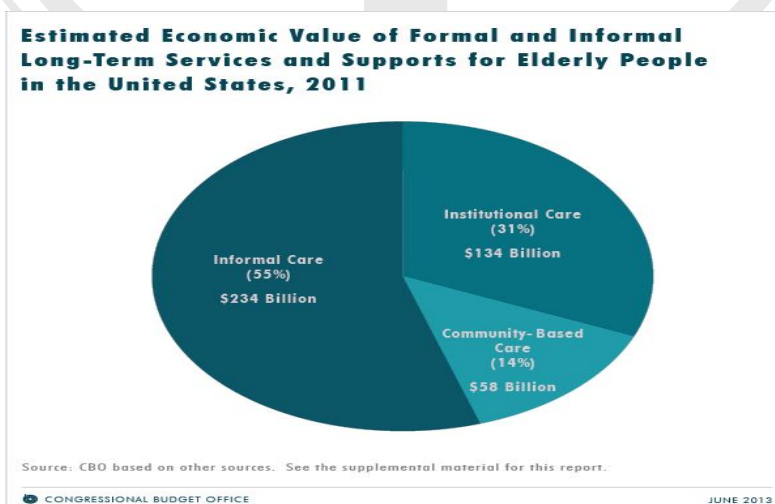 Estimated Economic Value of Formal and Informal
Long-Term Services and Supports for Elderly People
in the United States, 2011
Institutional Care
(31%)
$134 Billion
Informal Care
(55%)
$234 Billion
Community-Based
Care
(14%)
$58 Billion
Source: CBO based on other sources. See the supplemental material for this report.
CONGRESSIONAL BUDGET OFFICE
JUNE 2013